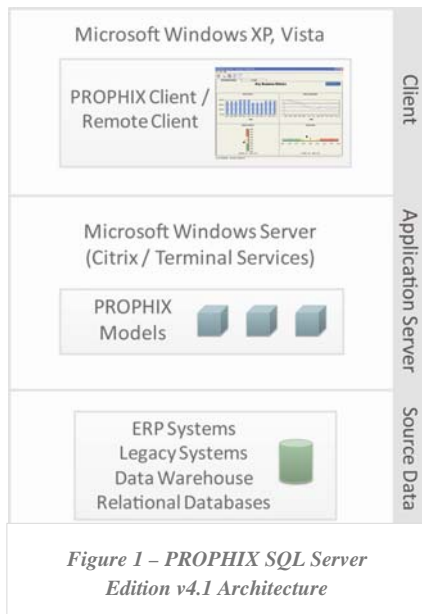 Microsoft Windows XP, Vista
PROPHIX Client /
Remote Client
Client
Microsoft Windows Server
(Citrix / Terminal Services)
PROPHIX
Models
Application Server
ERP Systems
Legacy Systems
Data Warehouse
Relational Databases
Source Data
Figure 1 – PROPHIX SQL Server
Edition v4.1 Architecture